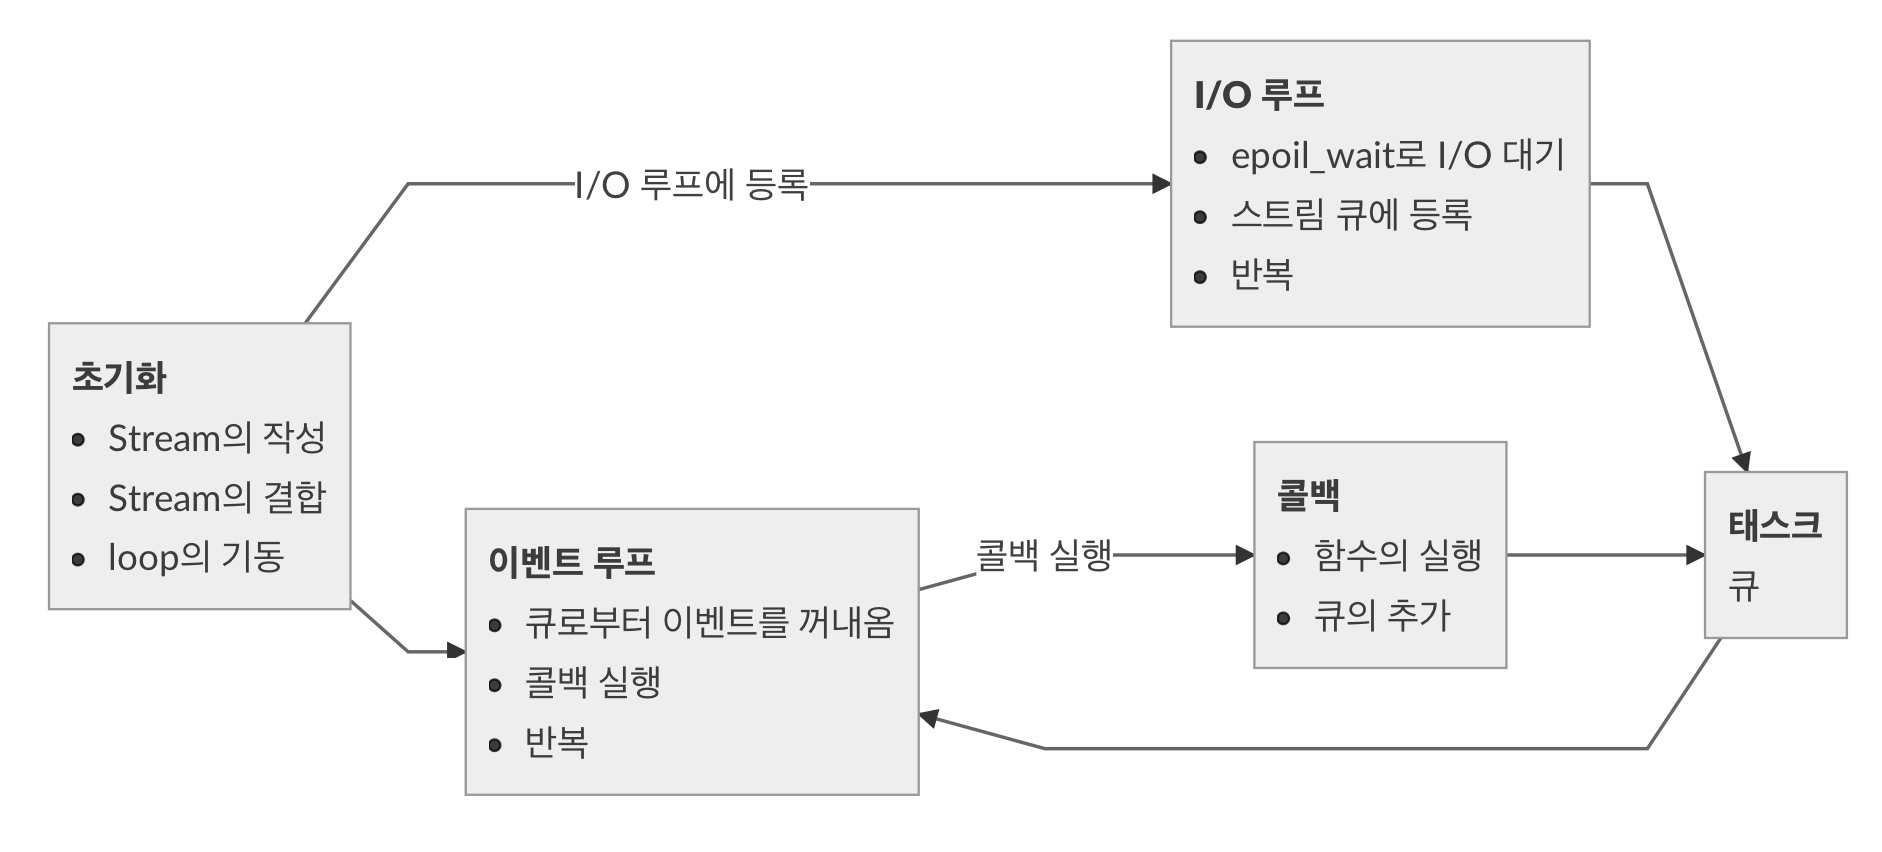 초기화
Stream의 작성
Stream의 결합
loop의 기동
I/O 루프에 등록
I/O 루프
epoil_wait로 I/O 대기
스트림 큐에 등록
반복
이벤트 루프
큐로부터 이벤트를 꺼내옴
콜백 실행
반복
콜백 실행
콜백
함수의 실행
큐의 추가
태스크
큐